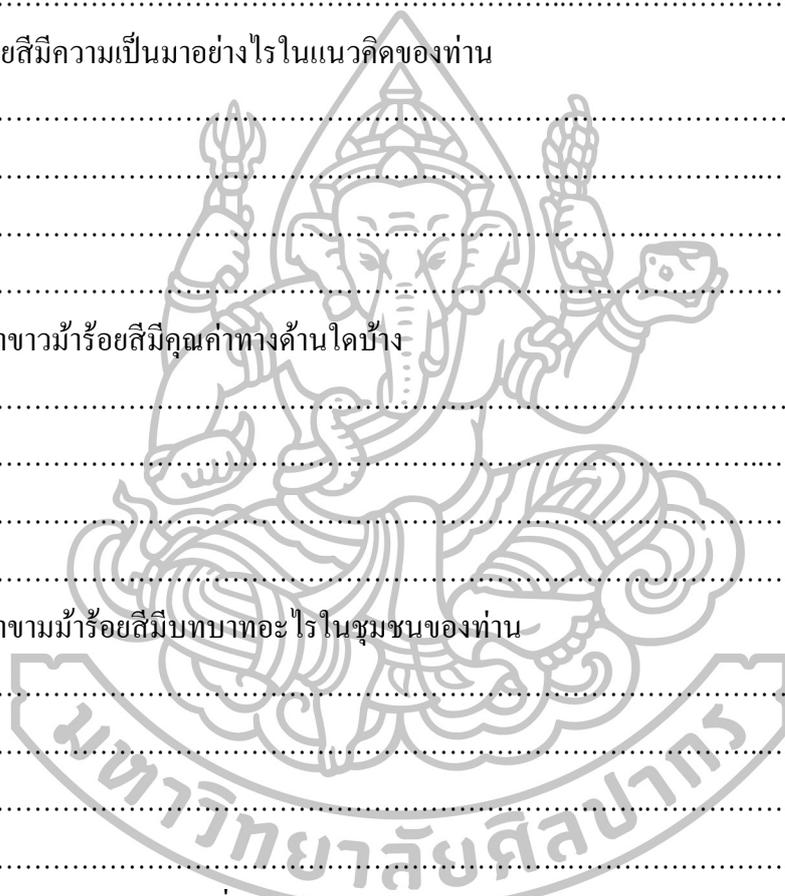 ยสีมีความเป็นมาอย่างไรในแนวคิดของท่าน
าขาวม้าร้อยสีมีคุณค่าทางด้านใดบ้าง
าขามม้าร้อยสีมีบทบาทอะไรในชุมชนของท่าน
มหาวิทยาลัยศิลปากร